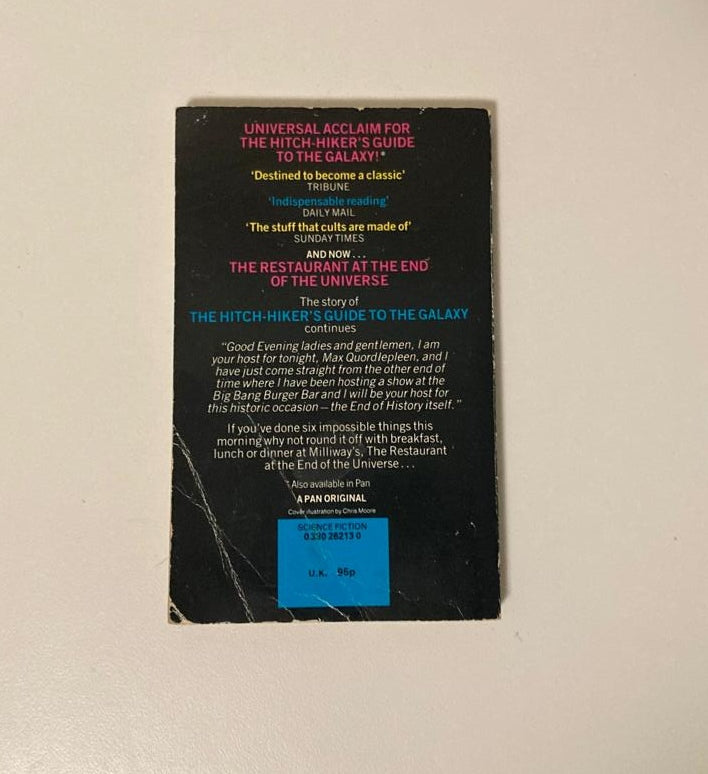 UNIVERSAL ACCLAIM FOR
THE HITCH-HIKER'S GUIDE
TO THE GALAXY!*
'Destined to become a classic'
TRIBUNE
'Indispensable reading'
DAILY MAIL
'The stuff that cults are made of'
SUNDAY TIMES
AND NOW...
THE RESTAURANT AT THE END
OF THE UNIVERSE
The story of
THE HITCH-HIKER'S GUIDE TO THE GALAXY
continues
"Good Evening ladies and gentlemen, I am
your host for tonight, Max Quordlepleen, and I
have just come straight from the other end of
time where I have been hosting a show at the
Big Bang Burger Bar and I will be your host for
this historic occasion – the End of History itself."
If you've done six impossible things this
morning why not round it off with breakfast,
lunch or dinner at Milliway's, The Restaurant
at the End of the Universe...
* Also available in Pan
A PAN ORIGINAL
Cover illustration by Chris Moore
SCIENCE FICTION
0 330 26213 0
U.K. 95p